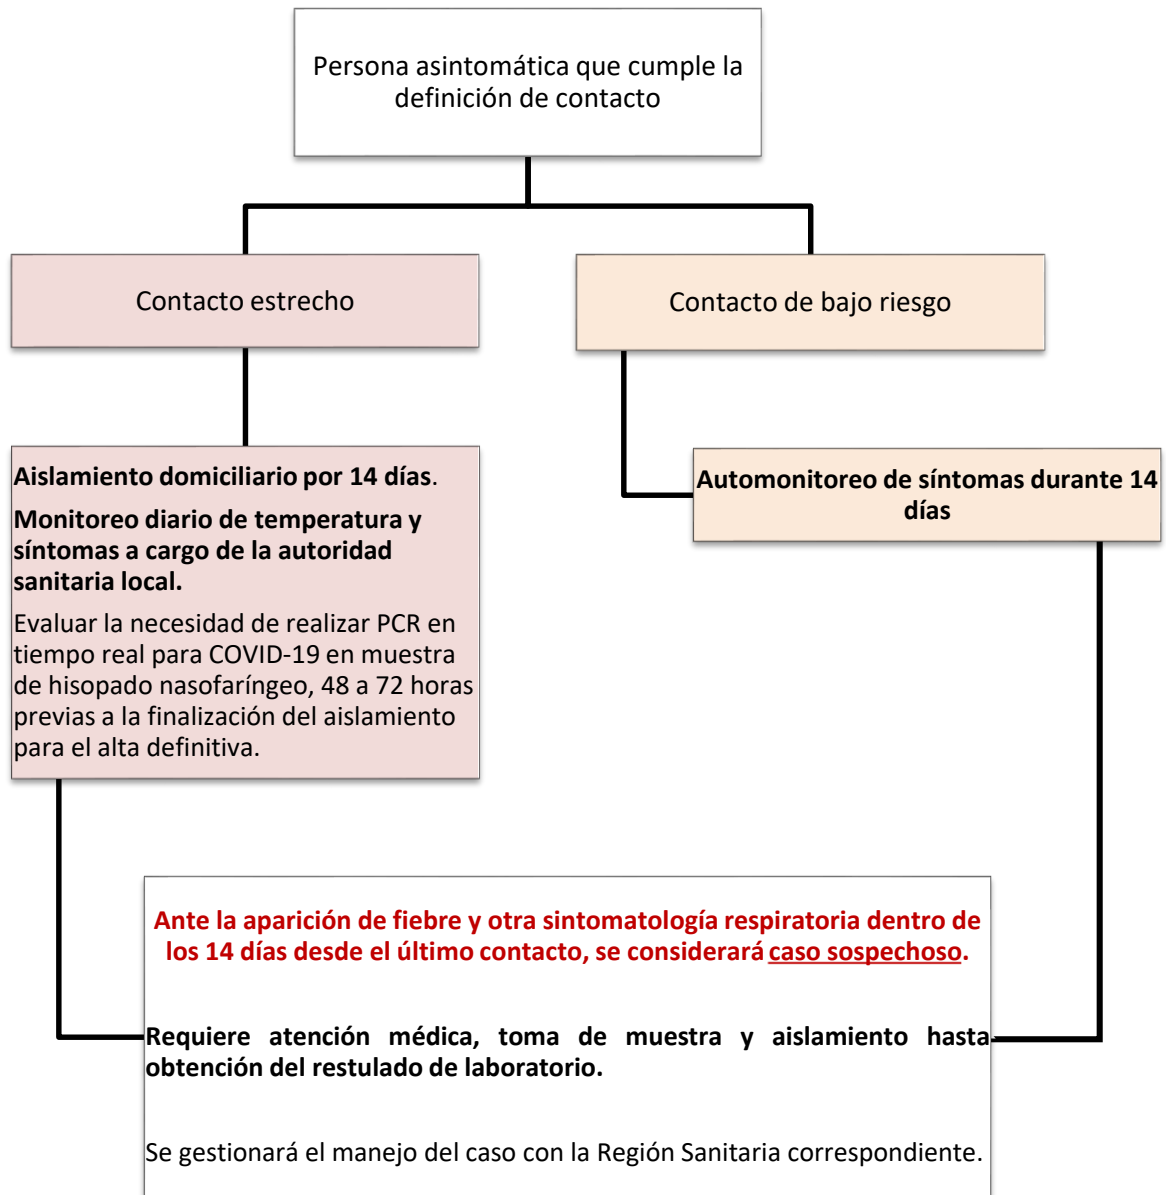 Persona asintomática que cumple la
definición de contacto
Contacto estrecho
Contacto de bajo riesgo
Aislamiento domiciliario por 14 días.
Monitoreo diario de temperatura y
síntomas a cargo de la autoridad
sanitaria local.
Evaluar la necesidad de realizar PCR en
tiempo real para COVID-19 en muestra
de hisopado nasofaríngeo, 48 a 72 horas
previas a la finalización del aislamiento
para el alta definitiva.
Automonitoreo de síntomas durante 14
días
Ante la aparición de fiebre y otra sintomatología respiratoria dentro de
los 14 días desde el último contacto, se considerará caso sospechoso.
Requiere atención médica, toma de muestra y aislamiento hasta
obtención del restulado de laboratorio.
Se gestionará el manejo del caso con la Región Sanitaria correspondiente.